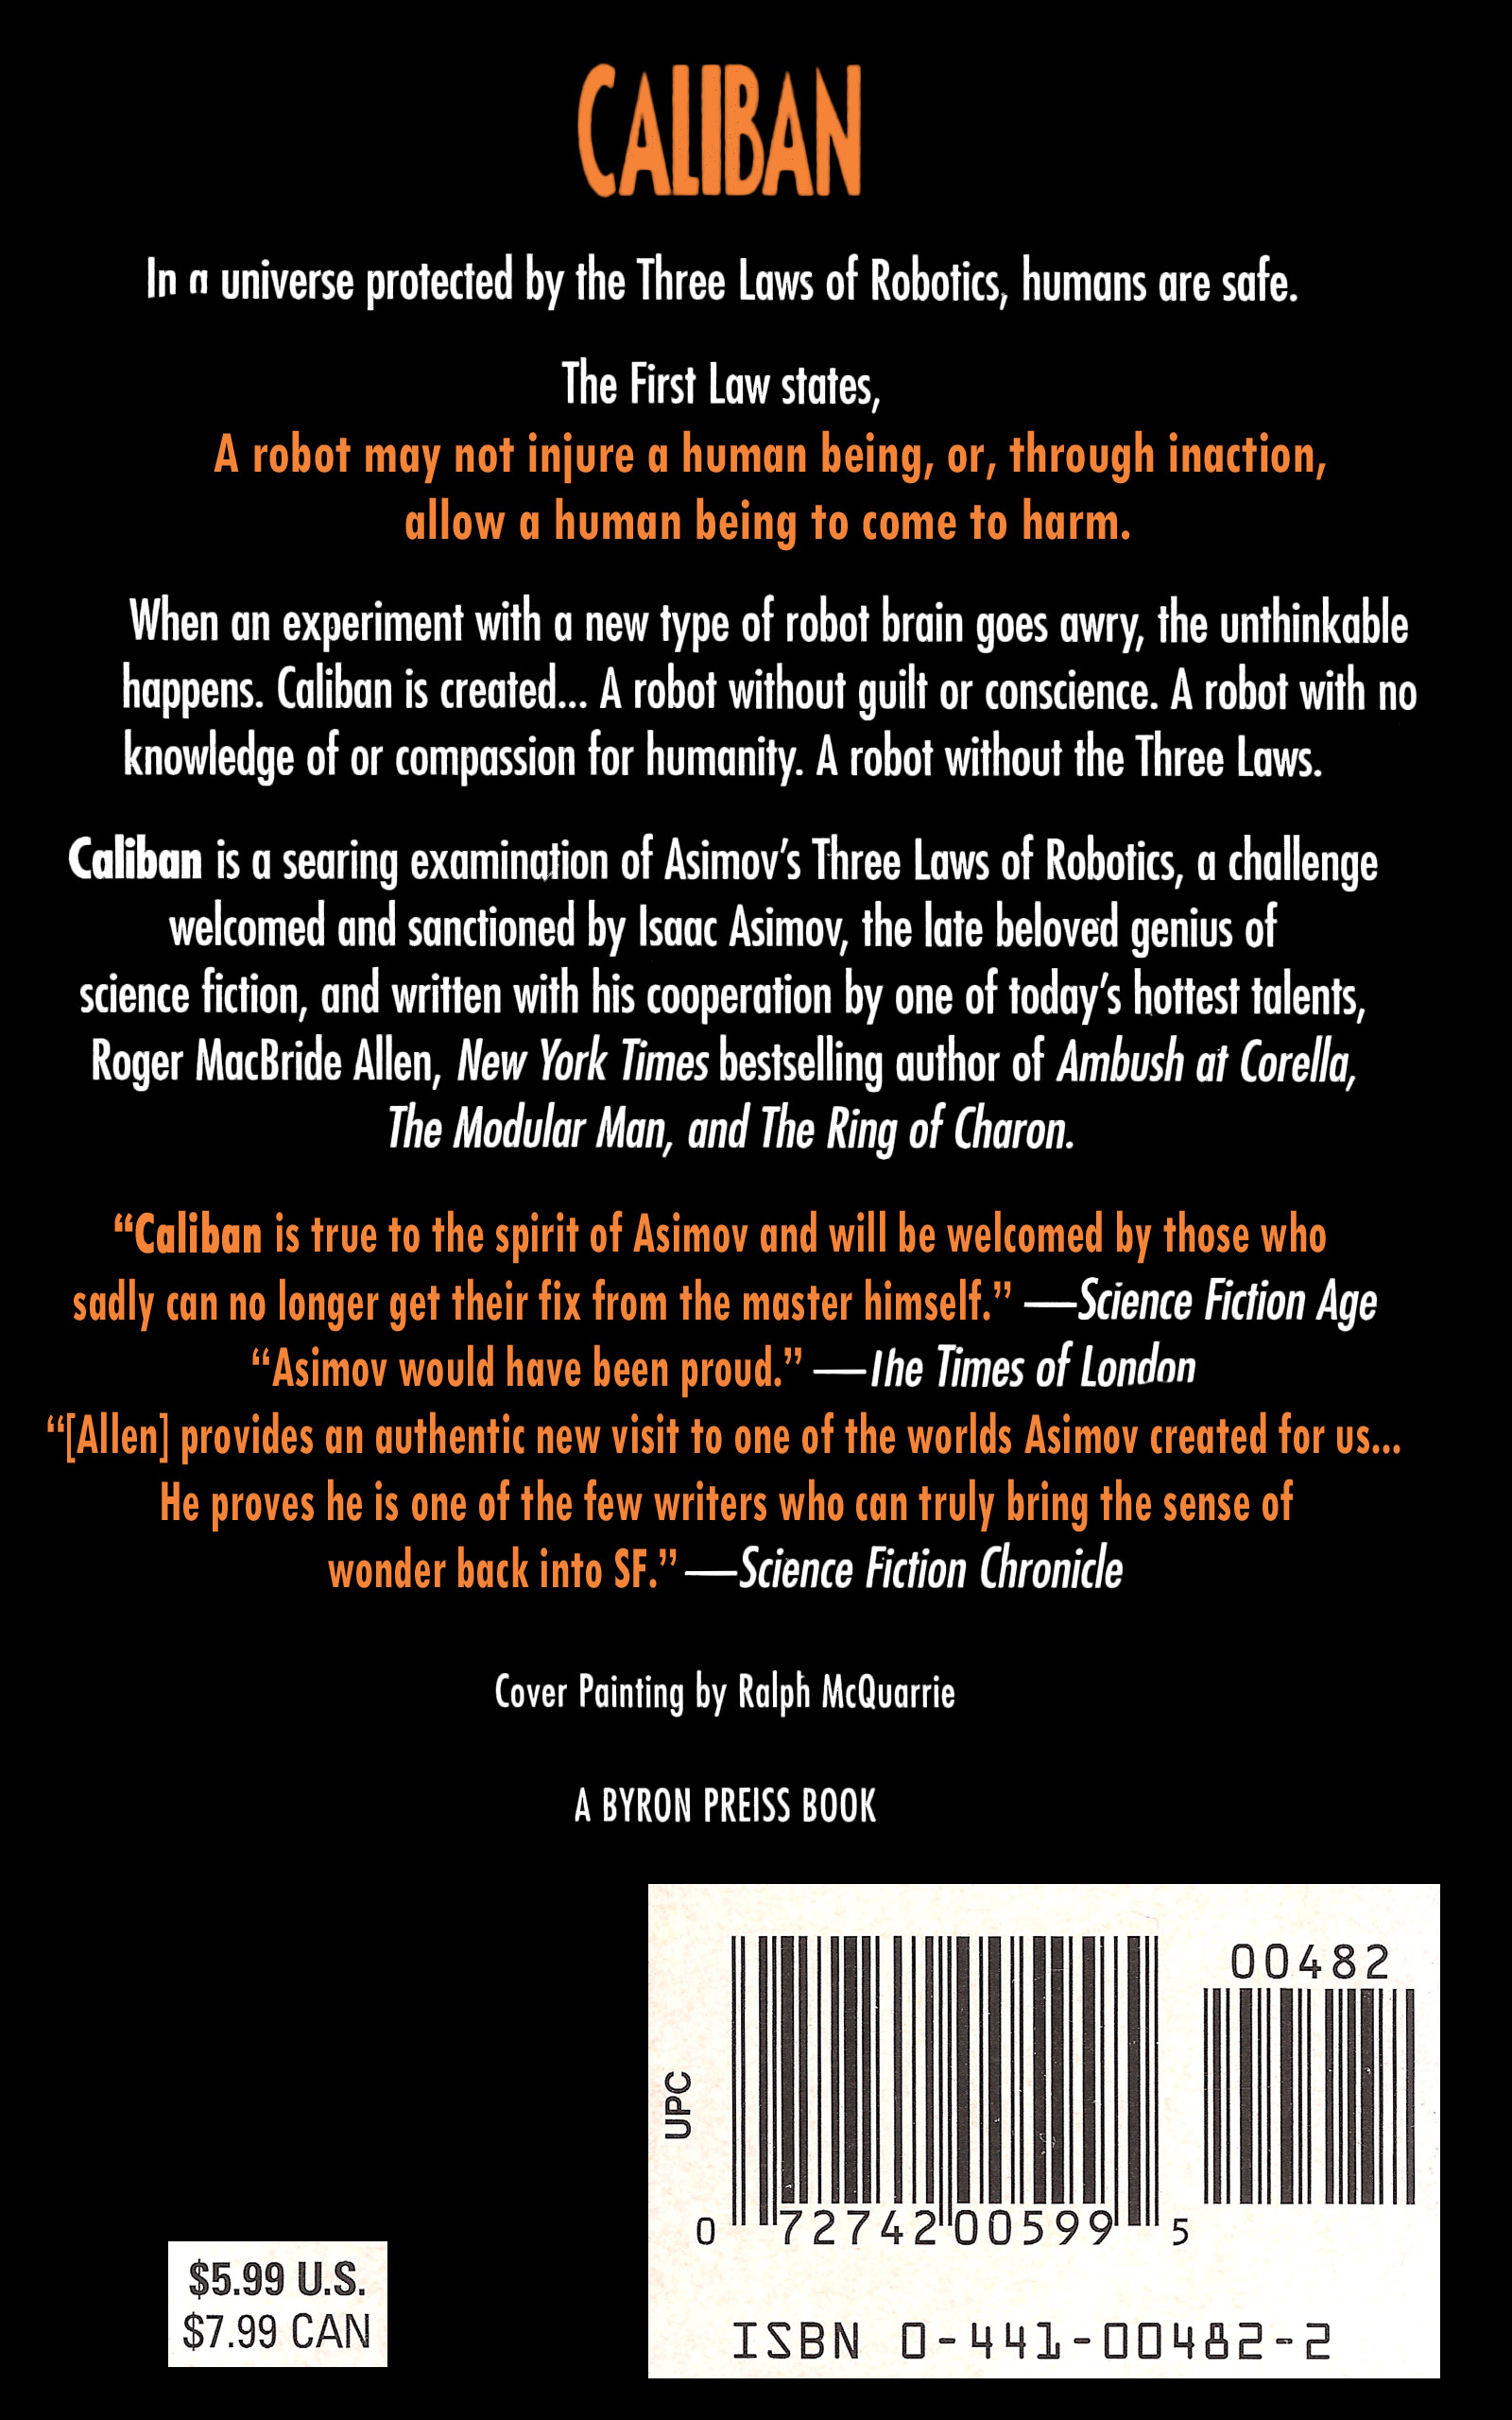 CALIBAN
In a universe protected by the Three Laws of Robotics, humans are safe.
The First Law states,
A robot may not injure a human being, or, through inaction,
allow a human being to come to harm.
When an experiment with a new type of robot brain goes awry, the unthinkable
happens. Caliban is created... A robot without guilt or conscience. A robot with no
knowledge of or compassion for humanity. A robot without the Three Laws.
Caliban is a searing examination of Asimov’s Three Laws of Robotics, a challenge
welcomed and sanctioned by Isaac Asimov, the late beloved genius of
science fiction, and written with his cooperation by one of today’s hottest talents,
Roger MacBride Allen, New York Times bestselling author of Ambush at Corella,
The Modular Man, and The Ring of Charon.
“Caliban is true to the spirit of Asimov and will be welcomed by those who
sadly can no longer get their fix from the master himself.” —Science Fiction Age
“Asimov would have been proud.” —The Times of London
“[Allen] provides an authentic new visit to one of the worlds Asimov created for us...
He proves he is one of the few writers who can truly bring the sense of
wonder back into SF.” —Science Fiction Chronicle
Cover Painting by Ralph McQuarrie
A BYRON PREISS BOOK
00482
UPC
0 72742 00599 5
$5.99 U.S.
$7.99 CAN
ISBN 0-441-00482-2